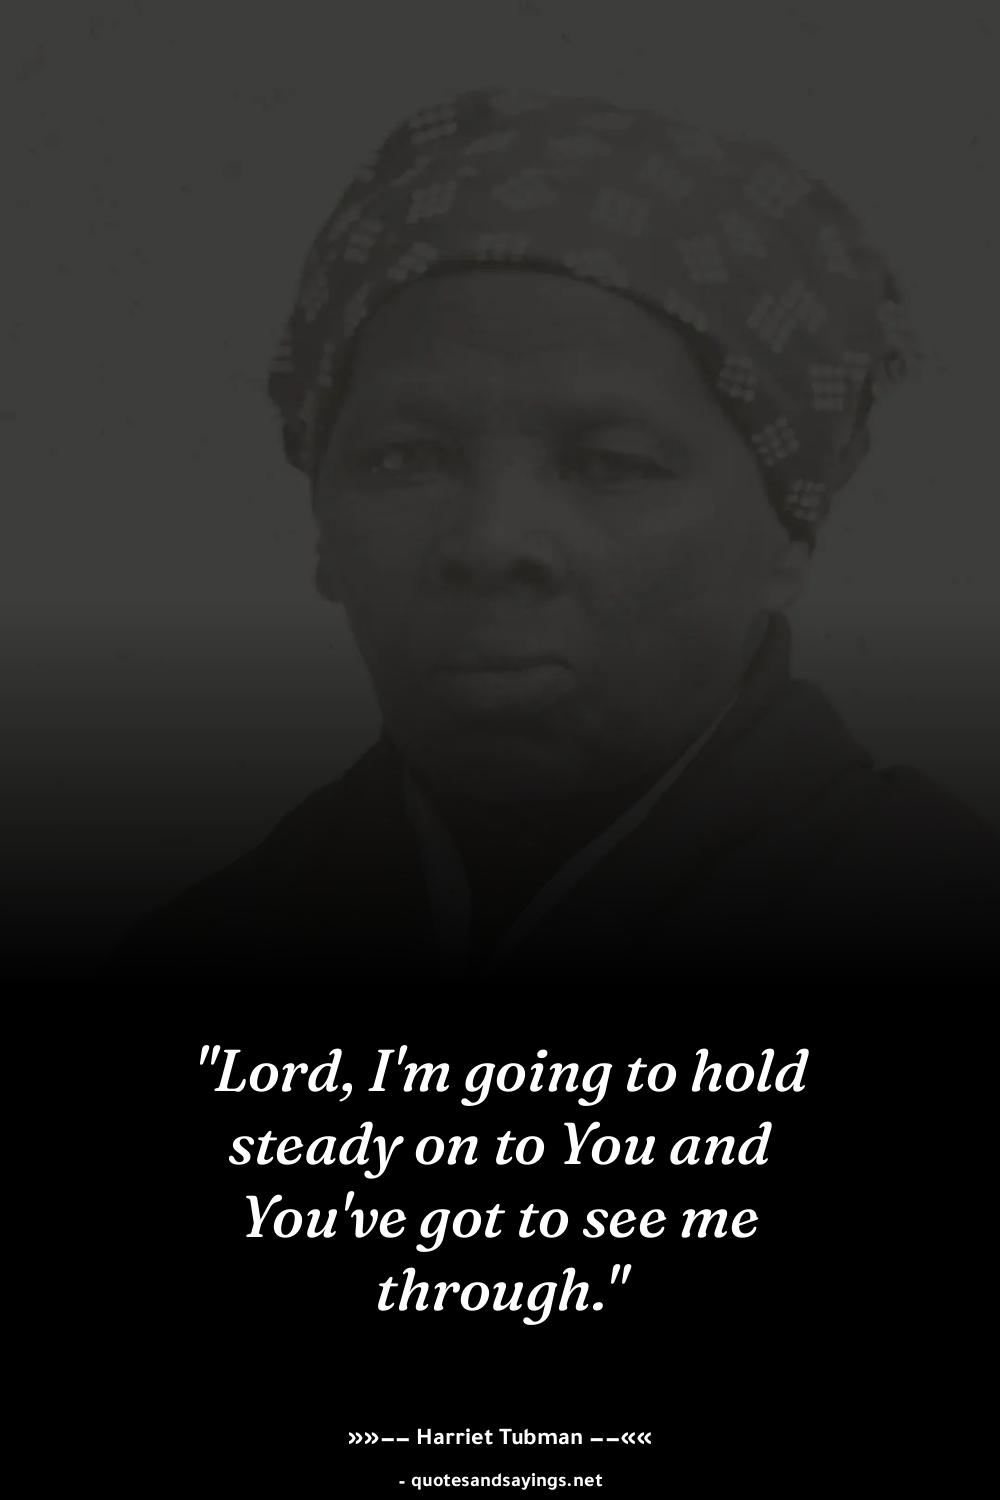 "Lord, I'm going to hold
steady on to You and
You've got to see me
through."
»»–– Harriet Tubman ––««
- quotesandsayings.net